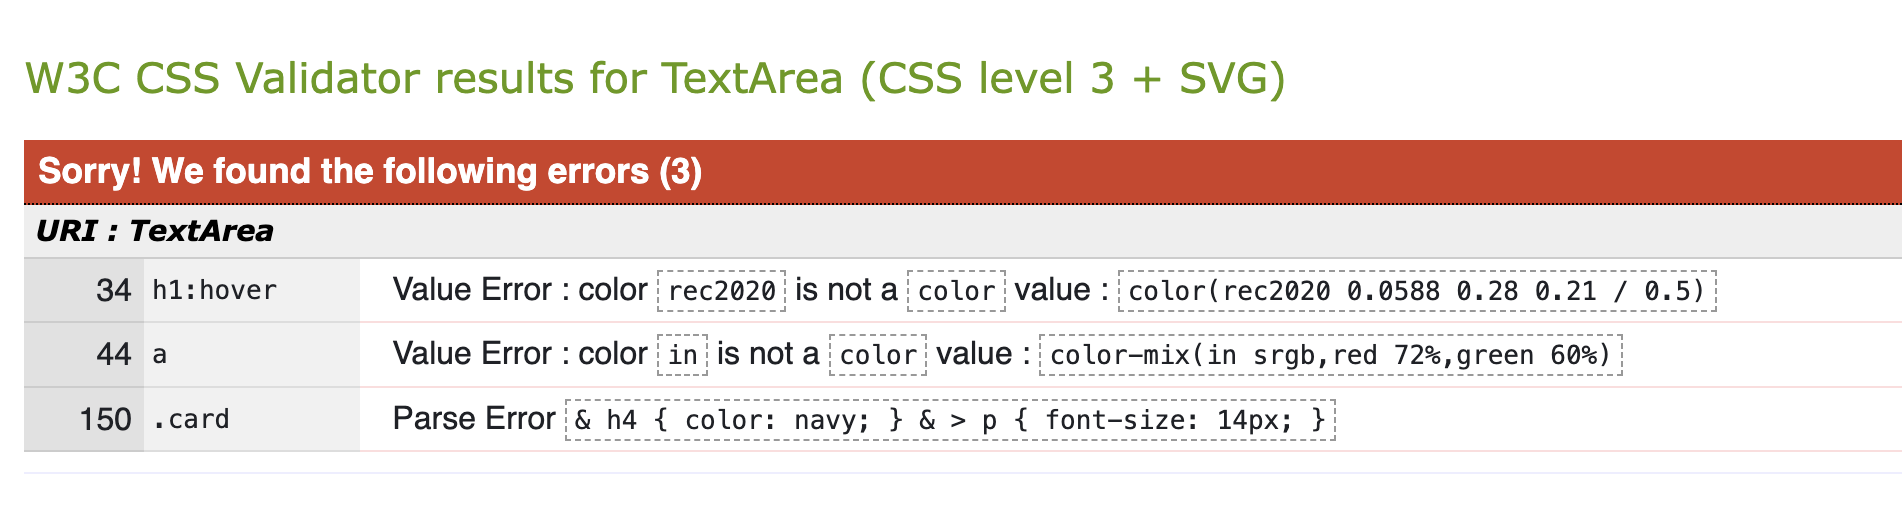 W3C CSS Validator results for TextArea (CSS level 3 + SVG)
Sorry! We found the following errors (3)
URI : TextArea
34 h1:hover Value Error : color rec2020 is not a color value : color(rec2020 0.0588 0.28 0.21 / 0.5)
44 a Value Error : color in is not a color value : color-mix(in srgb,red 72%,green 60%)
150 .card Parse Error & h4 { color: navy; } & > p { font-size: 14px; }